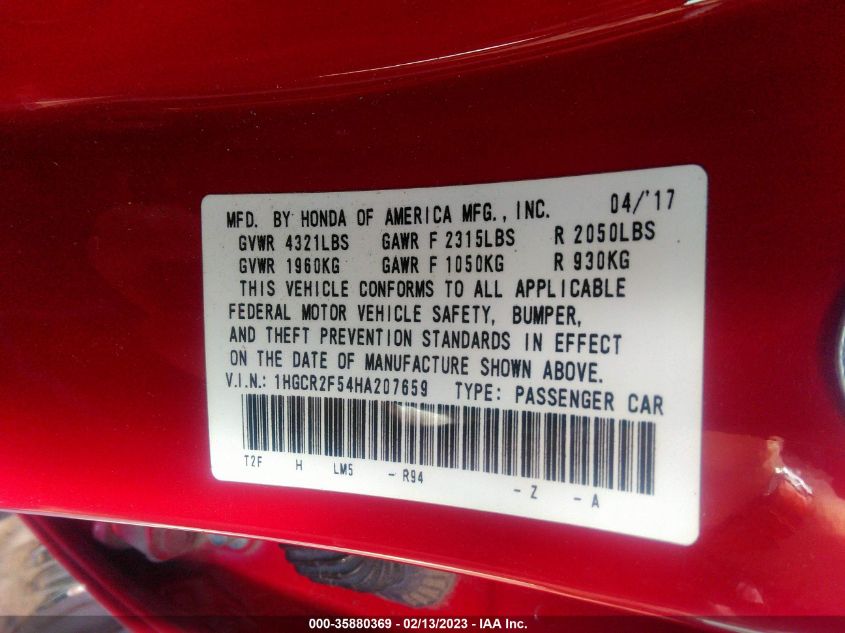 MFD. BY HONDA OF AMERICA MFG., INC. 04/'17
GVWR 4321LBS GAWR F 2315LBS R 2050LBS
GVWR 1960KG GAWR F 1050KG R 930KG
THIS VEHICLE CONFORMS TO ALL APPLICABLE
FEDERAL MOTOR VEHICLE SAFETY, BUMPER,
AND THEFT PREVENTION STANDARDS IN EFFECT
ON THE DATE OF MANUFACTURE SHOWN ABOVE.
V.I.N.: 1HGCR2F54HA207659 TYPE: PASSENGER CAR
T2F H LM5 - R94 - Z - A
000-35880369 - 02/13/2023 - IAA Inc.